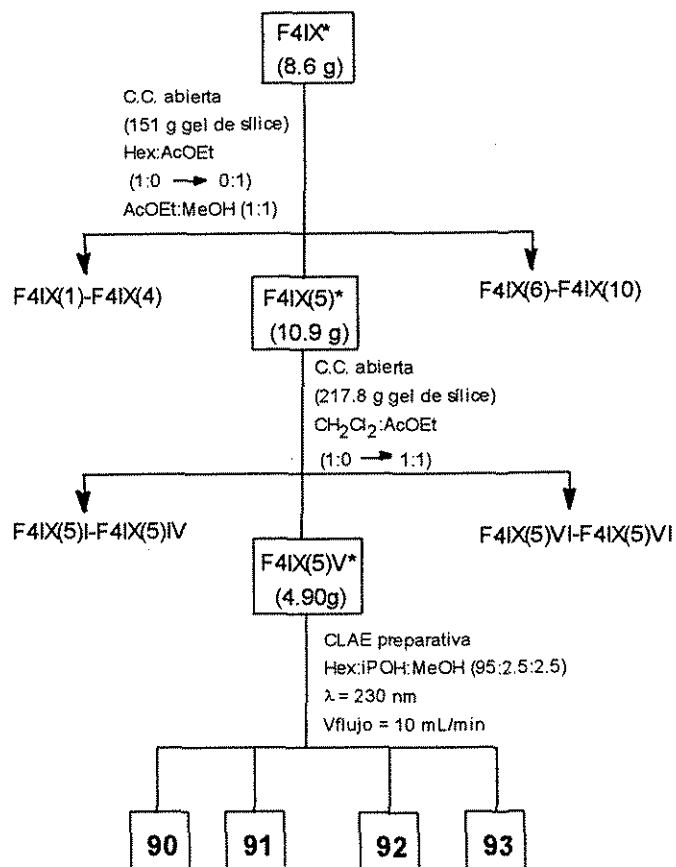 F4IX*
(8.6 g)
C.C. abierta
(151 g gel de sílice)
Hex:AcOEt
(1:0 → 0:1)
AcOEt:MeOH (1:1)
F4IX(1)-F4IX(4)
F4IX(5)*
(10.9 g)
F4IX(6)-F4IX(10)
C.C. abierta
(217.8 g gel de sílice)
CH2Cl2:AcOEt
(1:0 → 1:1)
F4IX(5)I-F4IX(5)IV
F4IX(5)V*
(4.90g)
F4IX(5)VI-F4IX(5)VI
CLAE preparativa
Hex:iPOH:MeOH (95:2.5:2.5)
λ = 230 nm
Vflujo = 10 mL/min
90 91 92 93